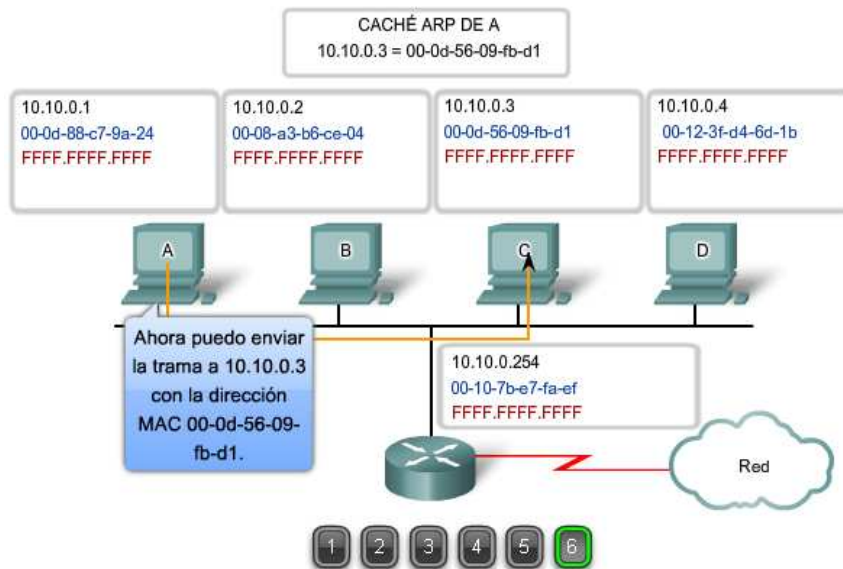 CACHÉ ARP DE A
10.10.0.3 = 00-0d-56-09-fb-d1
10.10.0.1
00-0d-88-c7-9a-24
FFFF.FFFF.FFFF
10.10.0.2
00-08-a3-b6-ce-04
FFFF.FFFF.FFFF
10.10.0.3
00-0d-56-09-fb-d1
FFFF.FFFF.FFFF
10.10.0.4
00-12-3f-d4-6d-1b
FFFF.FFFF.FFFF
A
B
C
D
Ahora puedo enviar
la trama a 10.10.0.3
con la dirección
MAC 00-0d-56-09-
fb-d1.
10.10.0.254
00-10-7b-e7-fa-ef
FFFF.FFFF.FFFF
Red
1 2 3 4 5 6